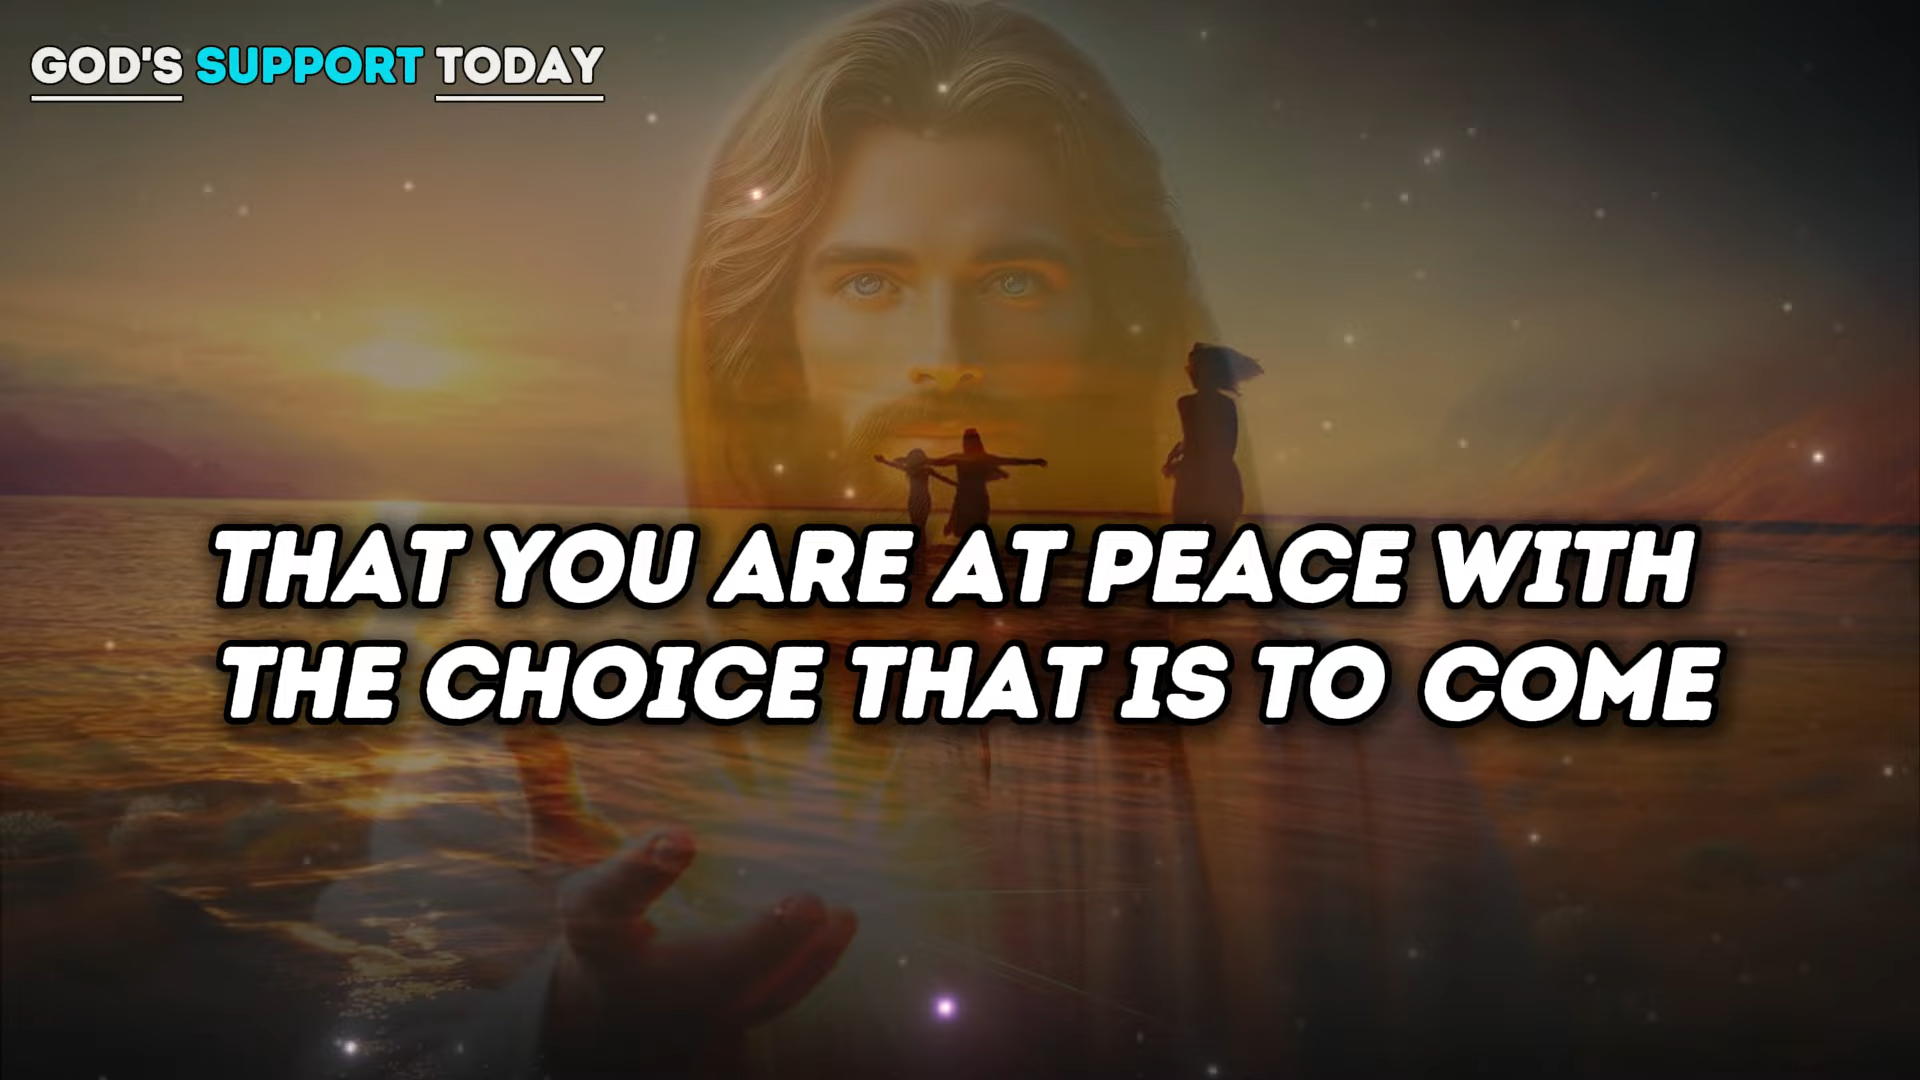 GOD'S SUPPORT TODAY
THAT YOU ARE AT PEACE WITH
THE CHOICE THAT IS TO COME